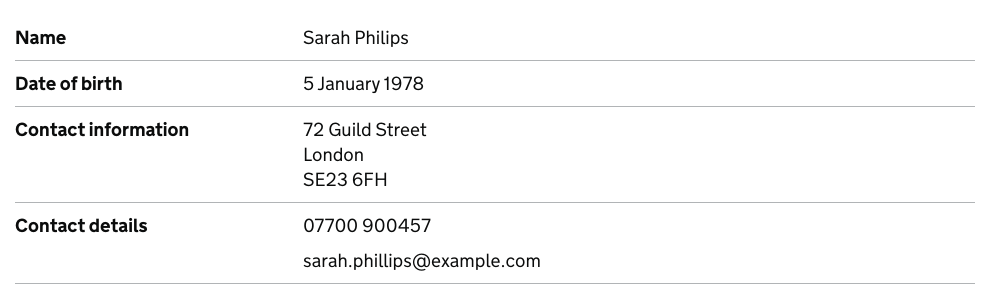 Name Sarah Philips
Date of birth 5 January 1978
Contact information 72 Guild Street
London
SE23 6FH
Contact details 07700 900457
sarah.phillips@example.com